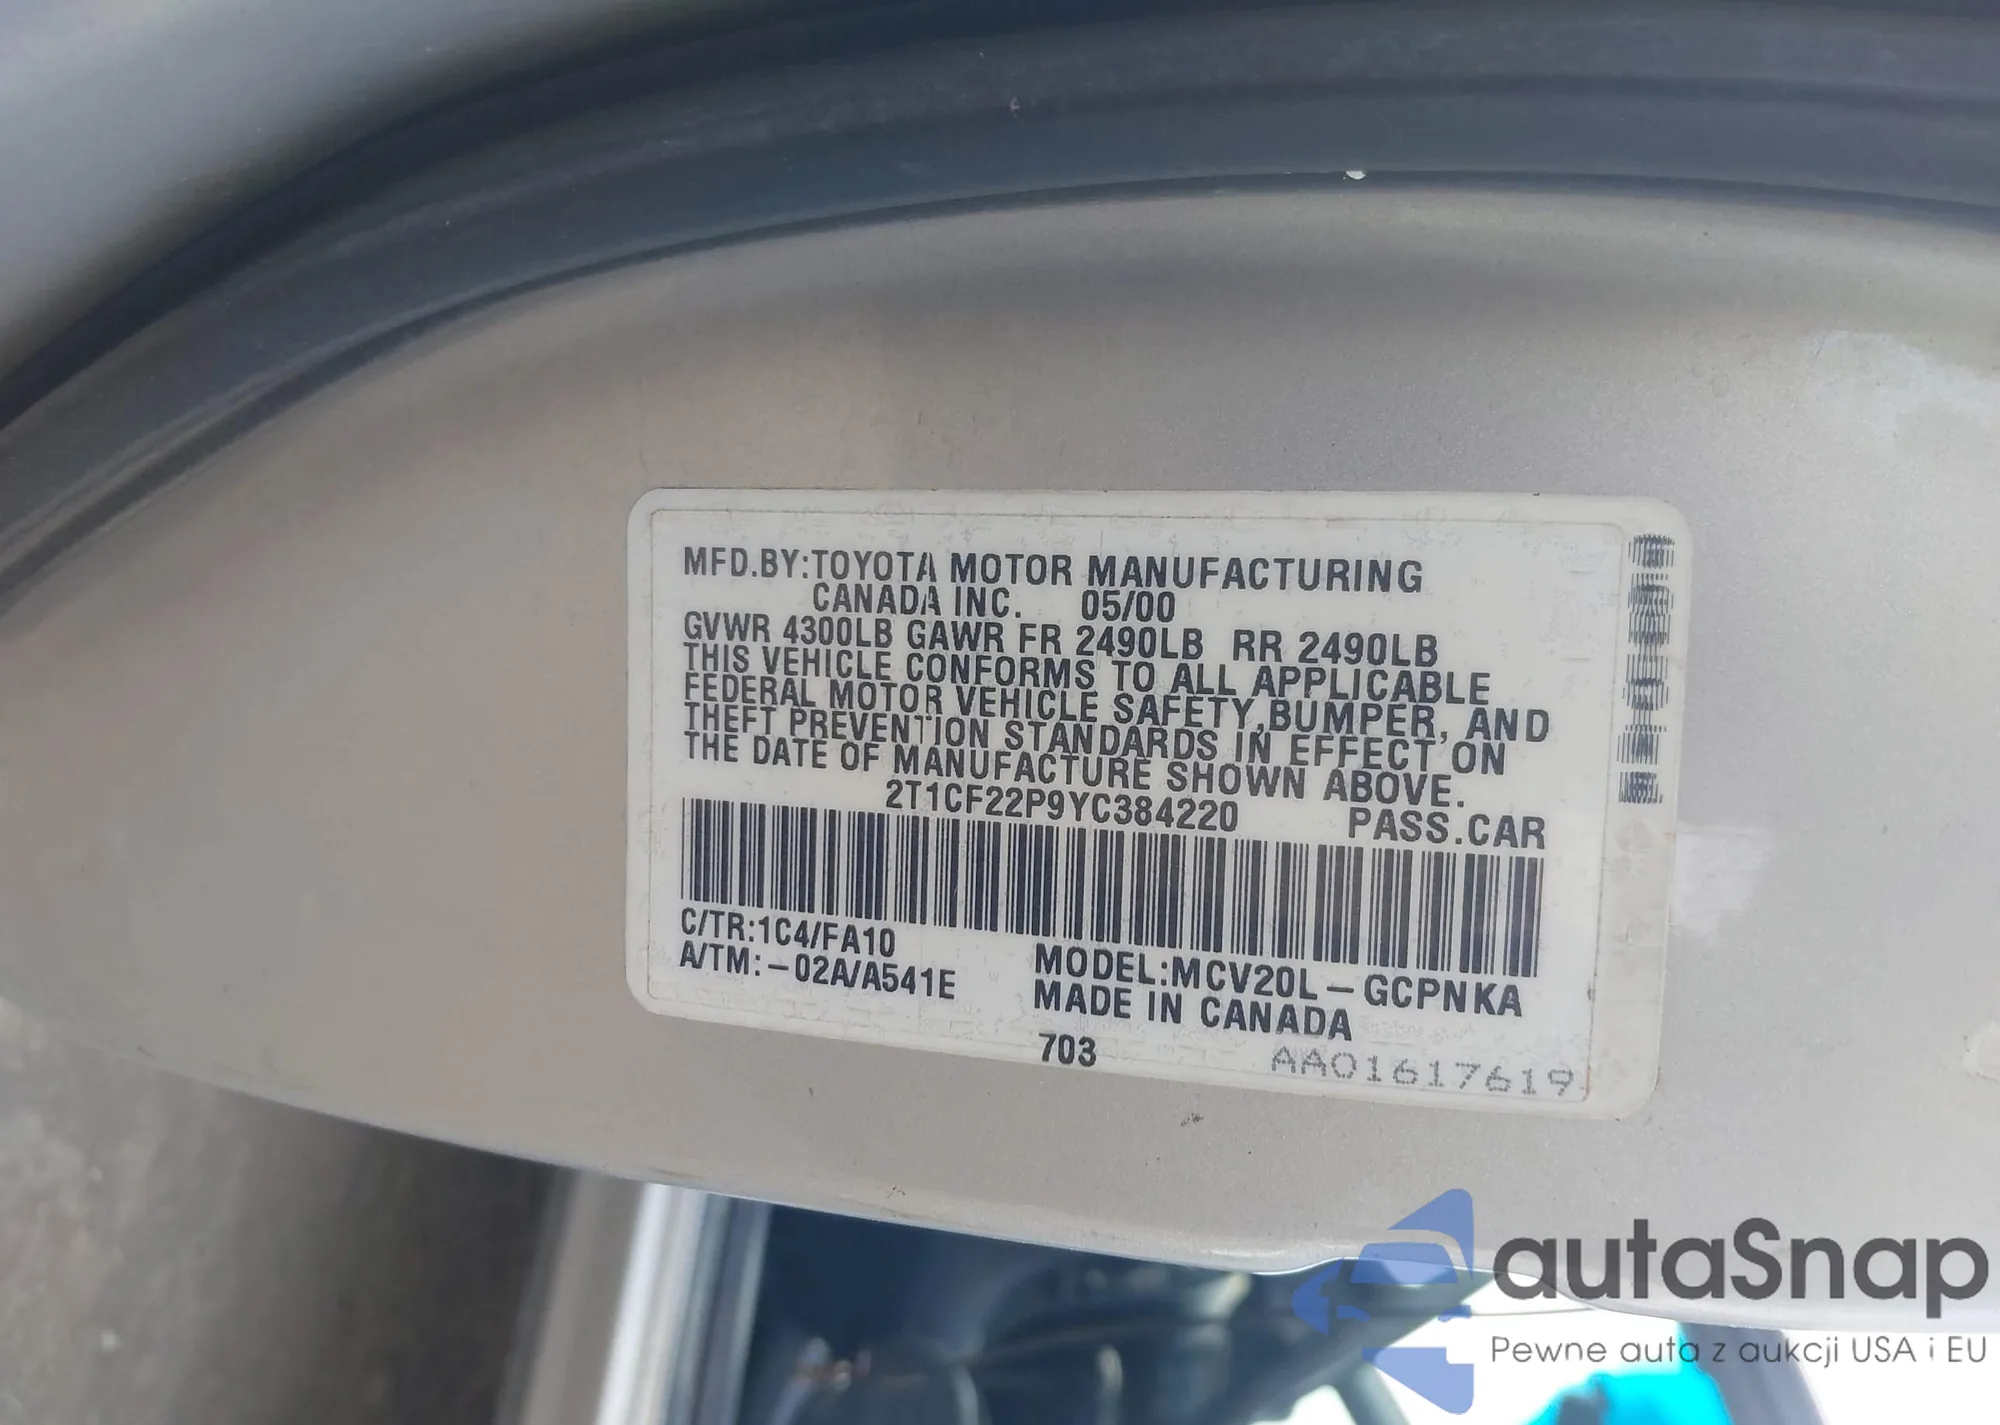 MFD.BY:TOYOTA MOTOR MANUFACTURING
CANADA INC. 05/00
GVWR 4300LB GAWR FR 2490LB RR 2490LB
THIS VEHICLE CONFORMS TO ALL APPLICABLE
FEDERAL MOTOR VEHICLE SAFETY,BUMPER, AND
THEFT PREVENTION STANDARDS IN EFFECT ON
THE DATE OF MANUFACTURE SHOWN ABOVE.
2T1CF22P9YC384220 PASS.CAR
C/TR:1C4/FA10
A/TM:-02A/A541E
MODEL:MCV20L-GCPNKA
MADE IN CANADA
703
AA01617619
autaSnap
Pewne auta z aukcji USA i EU